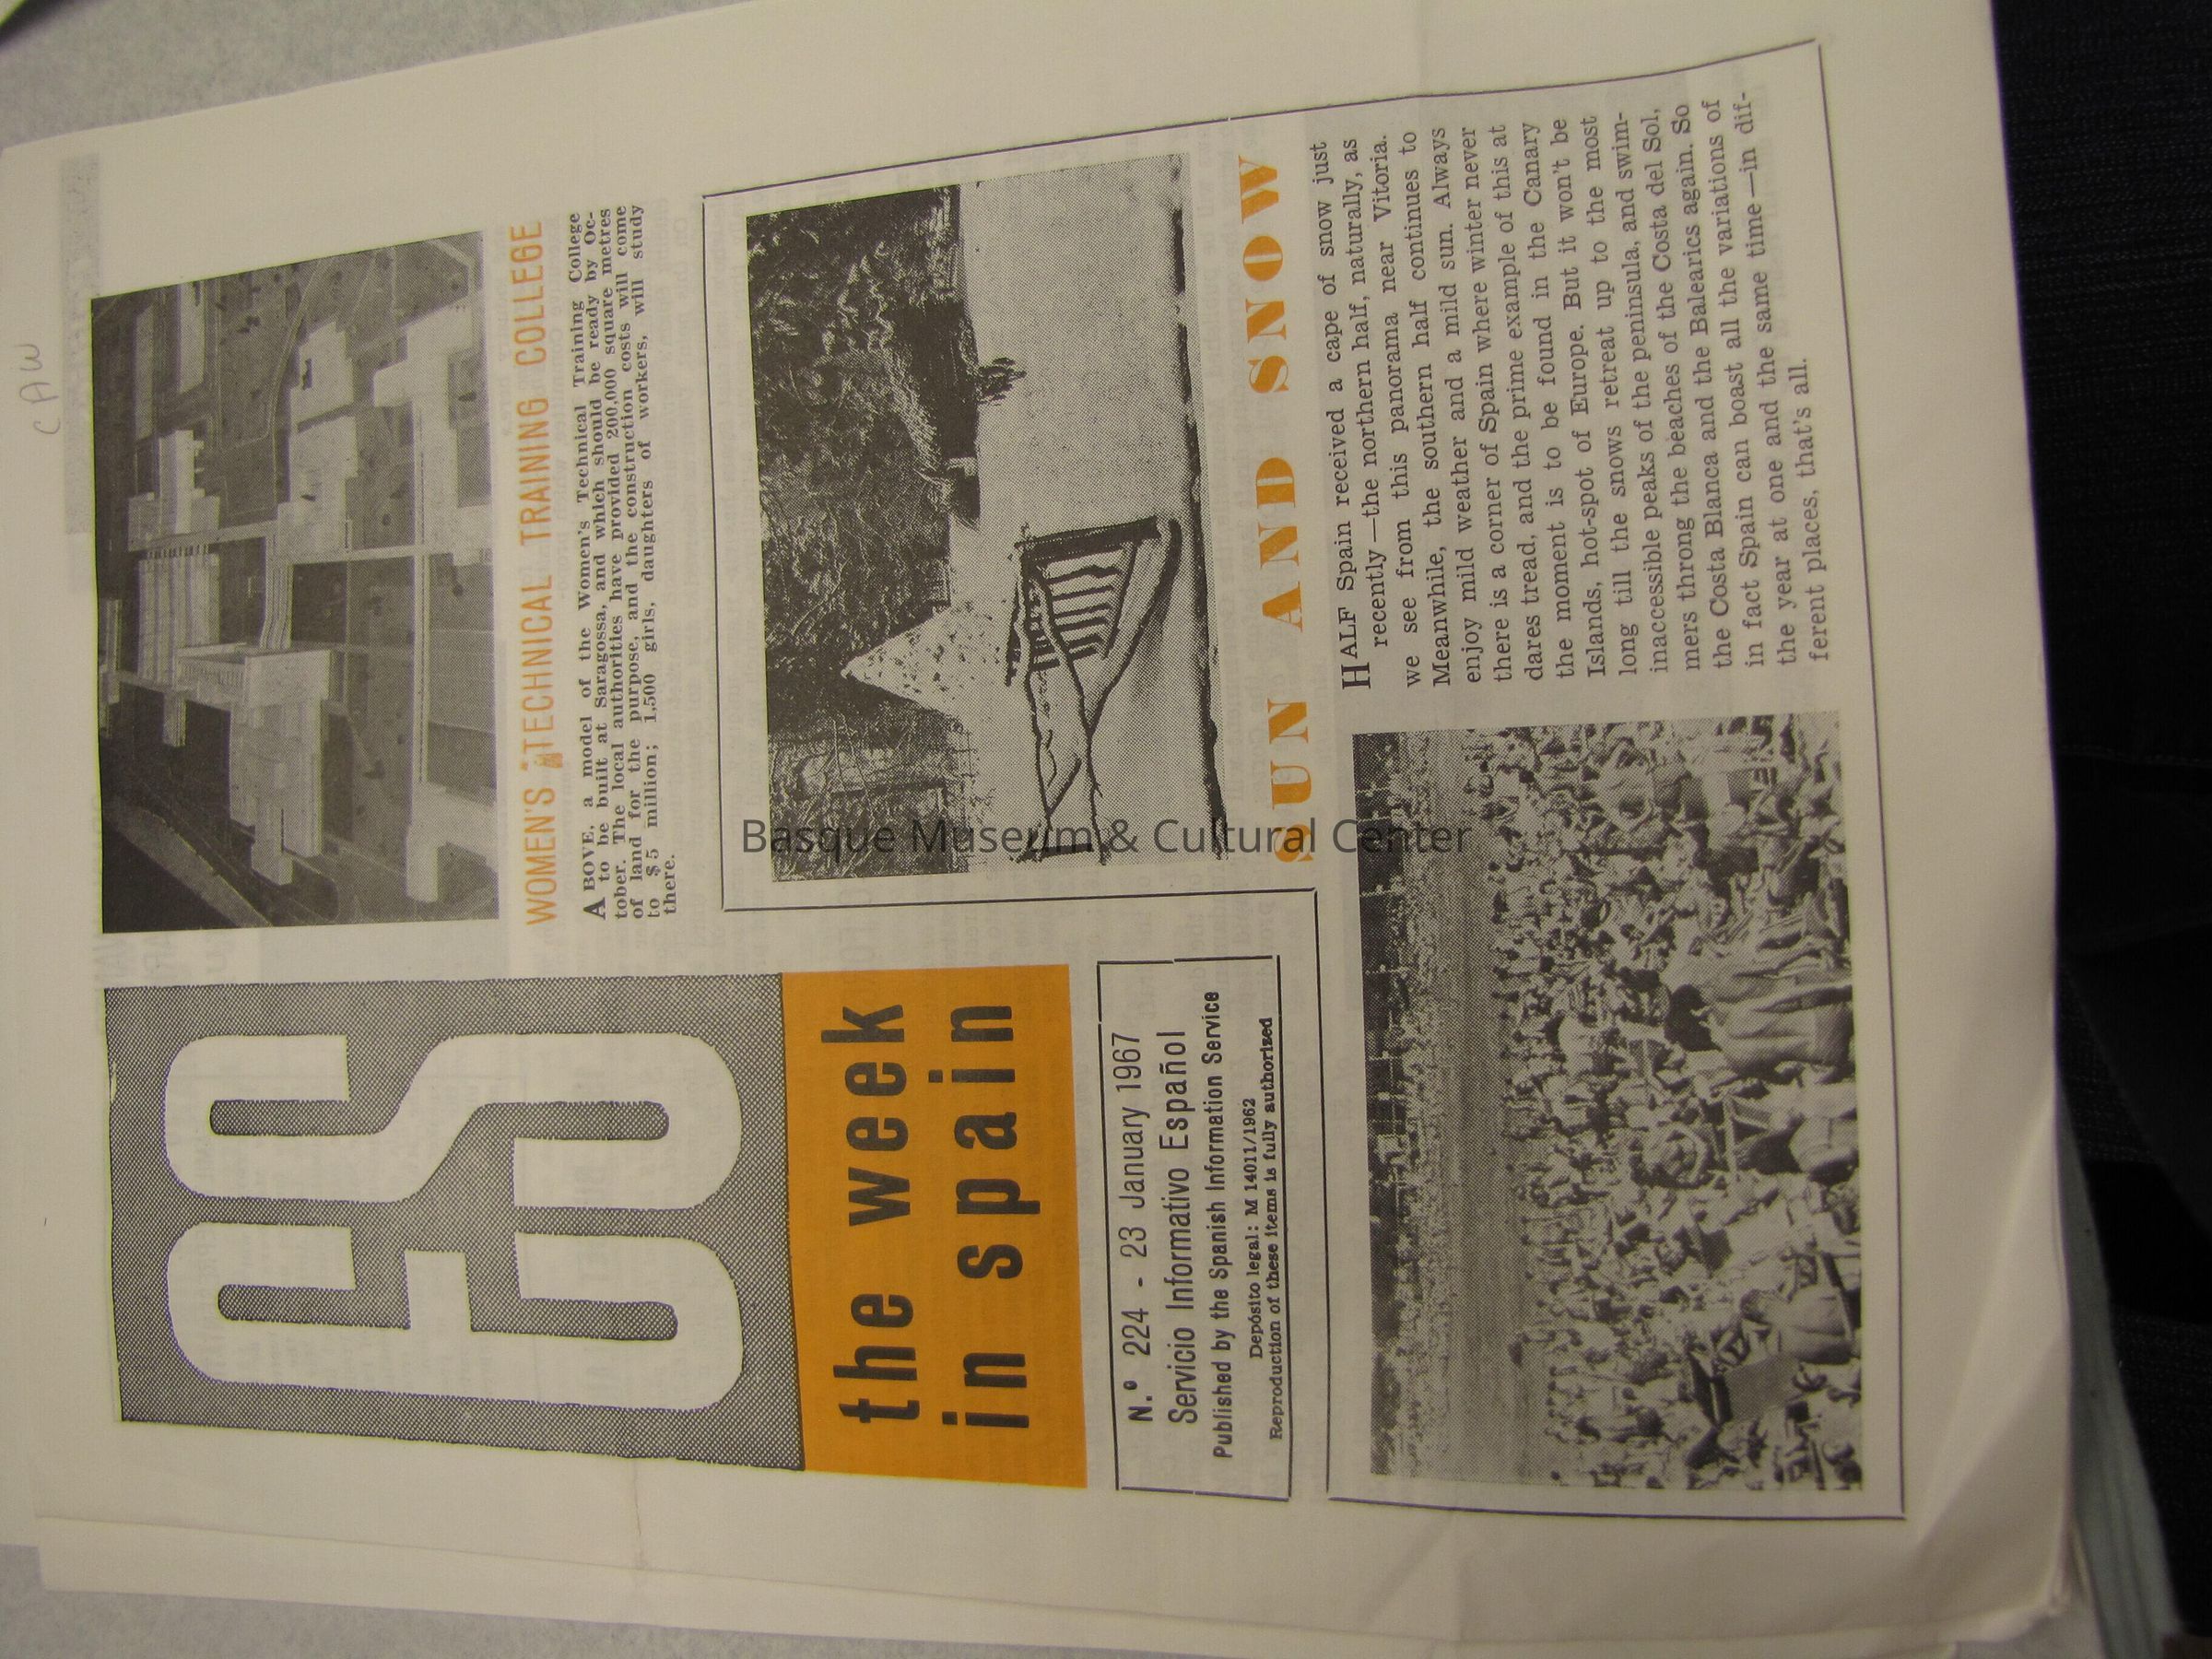 CAW
the week
in spain
N.º 224 - 23 January 1967
Servicio Informativo Español
Published by the Spanish Information Service
Depósito legal: M 14011/1962
Reproduction of these items is fully authorized
WOMEN'S TECHNICAL TRAINING COLLEGE
ABOVE, a model of the Women's Technical Training College
to be built at Saragossa, and which should be ready by Oc-
tober. The local authorities have provided 200,000 square metres
of land for the purpose, and the construction costs will come
to $5 million; 1,500 girls, daughters of workers, will study
there.
SUN AND SNOW
HALF Spain received a cape of snow just
recently—the northern half, naturally, as
we see from this panorama near Vitoria.
Meanwhile, the southern half continues to
enjoy mild weather and a mild sun. Always
there is a corner of Spain where winter never
dares tread, and the prime example of this at
the moment is to be found in the Canary
Islands, hot-spot of Europe. But it won't be
long till the snows retreat up to the most
inaccessible peaks of the peninsula, and swim-
mers throng the beaches of the Costa del Sol,
the Costa Blanca and the Balearics again. So
in fact Spain can boast all the variations of
the year at one and the same time—in dif-
ferent places, that's all.
Basque Museum & Cultural Center